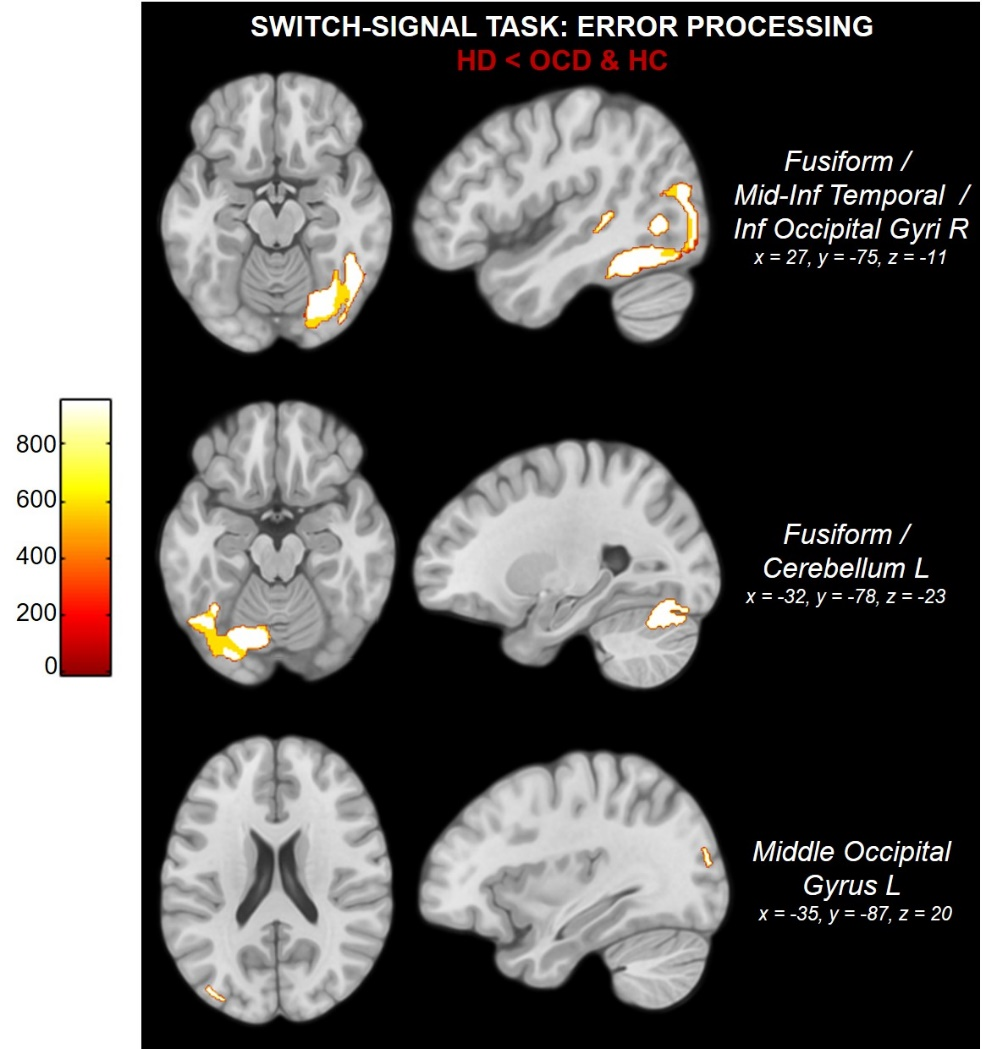 SWITCH-SIGNAL TASK: ERROR PROCESSING
HD < OCD & HC
Fusiform /
Mid-Inf Temporal /
Inf Occipital Gyri R
x = 27, y = -75, z = -11
800
600
400
200
0
Fusiform /
Cerebellum L
x = -32, y = -78, z = -23
Middle Occipital
Gyrus L
x = -35, y = -87, z = 20